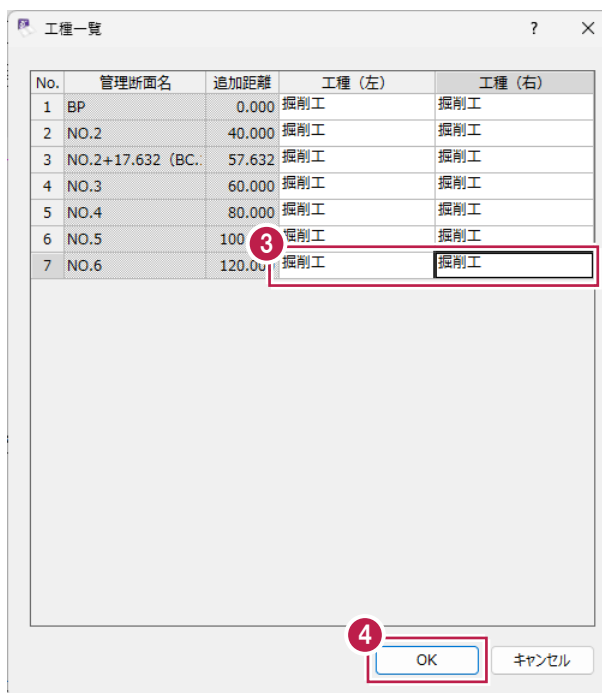 工種一覧 ?
No. 管理断面名 追加距離 工種（左） 工種（右）
1 BP 0.000 掘削工 掘削工
2 NO.2 40.000 掘削工 掘削工
3 NO.2+17.632（BC. 57.632 掘削工 掘削工
4 NO.3 60.000 掘削工 掘削工
5 NO.4 80.000 掘削工 掘削工
6 NO.5 100 掘削工 掘削工
3
7 NO.6 120.00 掘削工 掘削工
4
OK キャンセル